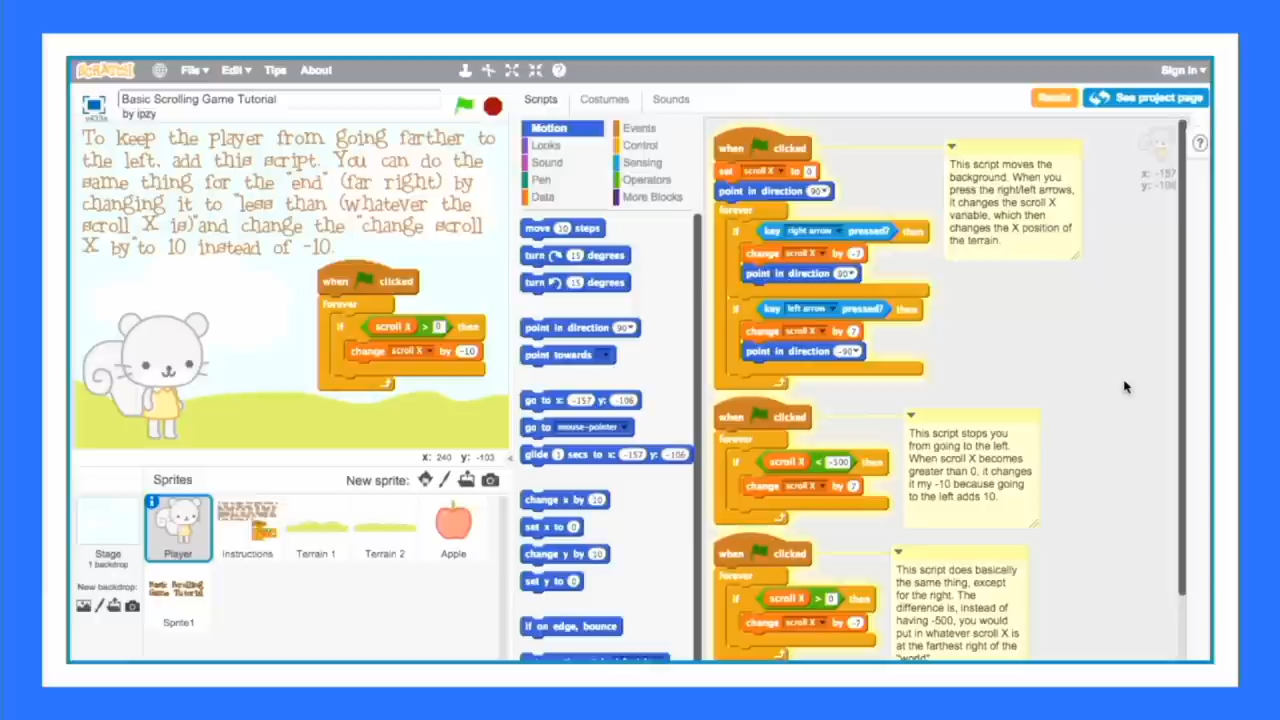 SCRATCH
File Edit Tips About
Sign in
v433a
Basic Scrolling Game Tutorial
by ipzy
Scripts Costumes Sounds
Remix
See project page
To keep the player from going farther to
the left, add this script. You can do the
same thing for the "end" (far right) by
changing it to "less than (whatever the
scroll X is)"and change the "change scroll
X by"to 10 instead of -10.
when clicked
forever
if scroll X > 0 then
change scroll X by -10
x: 240 y: -103
Sprites
New sprite:
Stage
1 backdrop
New backdrop:
Player
Instructions
Terrain 1
Terrain 2
Apple
Basic Scrolling
Game Tutorial
Sprite1
Motion
Looks
Sound
Pen
Data
Events
Control
Sensing
Operators
More Blocks
move 10 steps
turn 15 degrees
turn 15 degrees
point in direction 90
point towards
go to x: -157 y: -106
go to mouse-pointer
glide 1 secs to x: -157 y: -106
change x by 10
set x to 0
change y by 10
set y to 0
if on edge, bounce
when clicked
set scroll X to 0
point in direction 90
forever
if key right arrow pressed? then
change scroll X by -7
point in direction 90
if key left arrow pressed? then
change scroll X by 7
point in direction -90
This script moves the
background. When you
press the right/left arrows,
it changes the scroll X
variable, which then
changes the X position of
the terrain.
x: -157
y: -106
?
when clicked
forever
if scroll X < -500 then
change scroll X by 7
This script stops you
from going to the left.
When scroll X becomes
greater than 0, it changes
it my -10 because going
to the left adds 10.
when clicked
forever
if scroll X > 0 then
change scroll X by -7
This script does basically
the same thing, except
for the right. The
difference is, instead of
having -500, you would
put in whatever scroll X is
at the farthest right of the
"world"